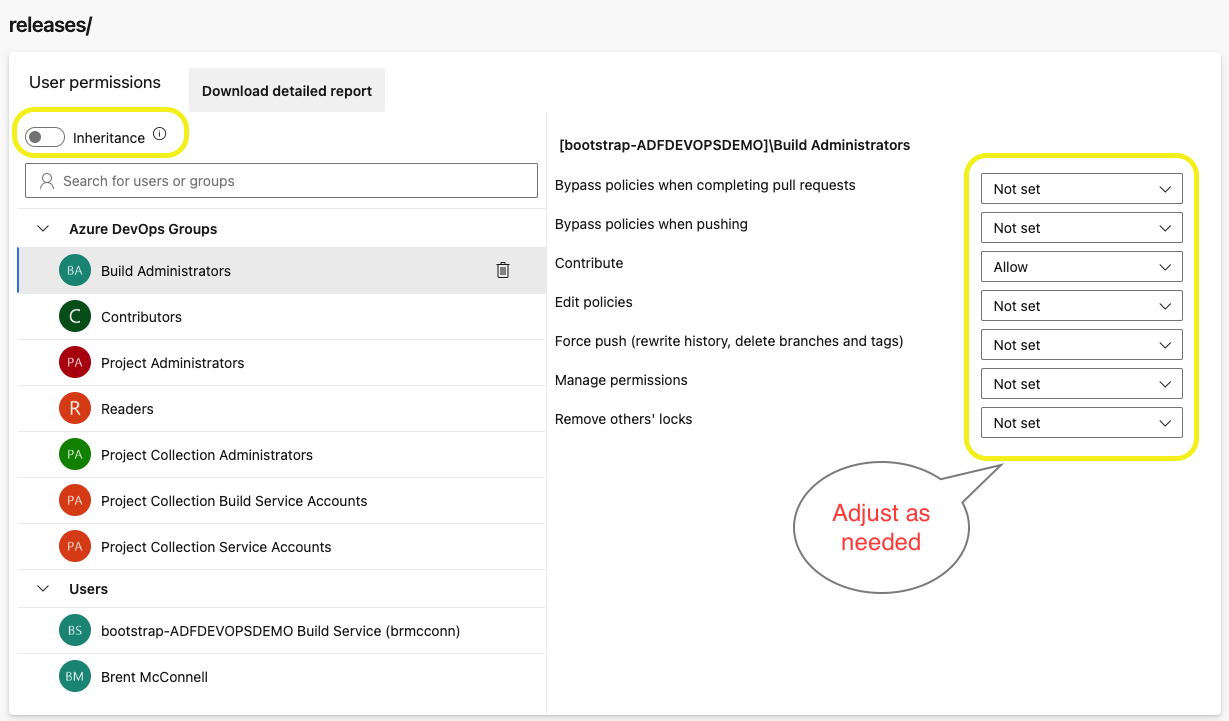 releases/
User permissions
Download detailed report
Inheritance
Search for users or groups
Azure DevOps Groups
BA Build Administrators
C Contributors
PA Project Administrators
R Readers
PA Project Collection Administrators
PA Project Collection Build Service Accounts
PA Project Collection Service Accounts
Users
BS bootstrap-ADFDEVOPSDEMO Build Service (brmcconn)
BM Brent McConnell
[bootstrap-ADFDEVOPSDEMO]\Build Administrators
Bypass policies when completing pull requests Not set
Bypass policies when pushing Not set
Contribute Allow
Edit policies Not set
Force push (rewrite history, delete branches and tags) Not set
Manage permissions Not set
Remove others' locks Not set
Adjust as
needed